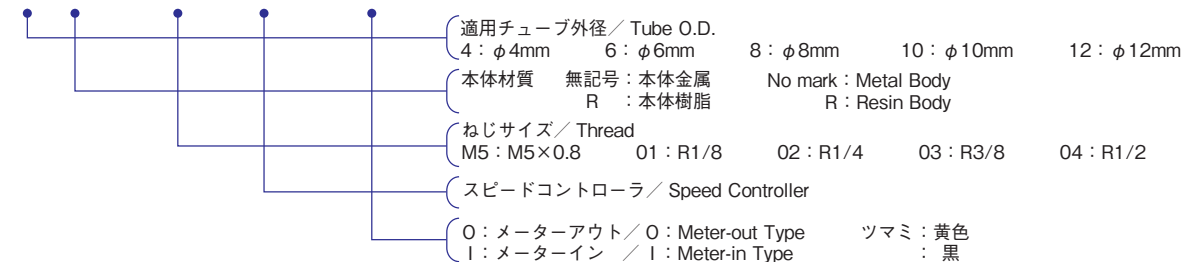 適用チューブ外径／ Tube O.D.
4：φ4mm 6：φ6mm 8：φ8mm 10：φ10mm 12：φ12mm
本体材質 無記号：本体金属 No mark：Metal Body
R ：本体樹脂 R：Resin Body
ねじサイズ／ Thread
M5：M5×0.8 01：R1/8 02：R1/4 03：R3/8 04：R1/2
スピードコントローラ／ Speed Controller
O：メーターアウト／ O：Meter-out Type ツマミ：黄色
I：メーターイン ／ I：Meter-in Type ： 黒